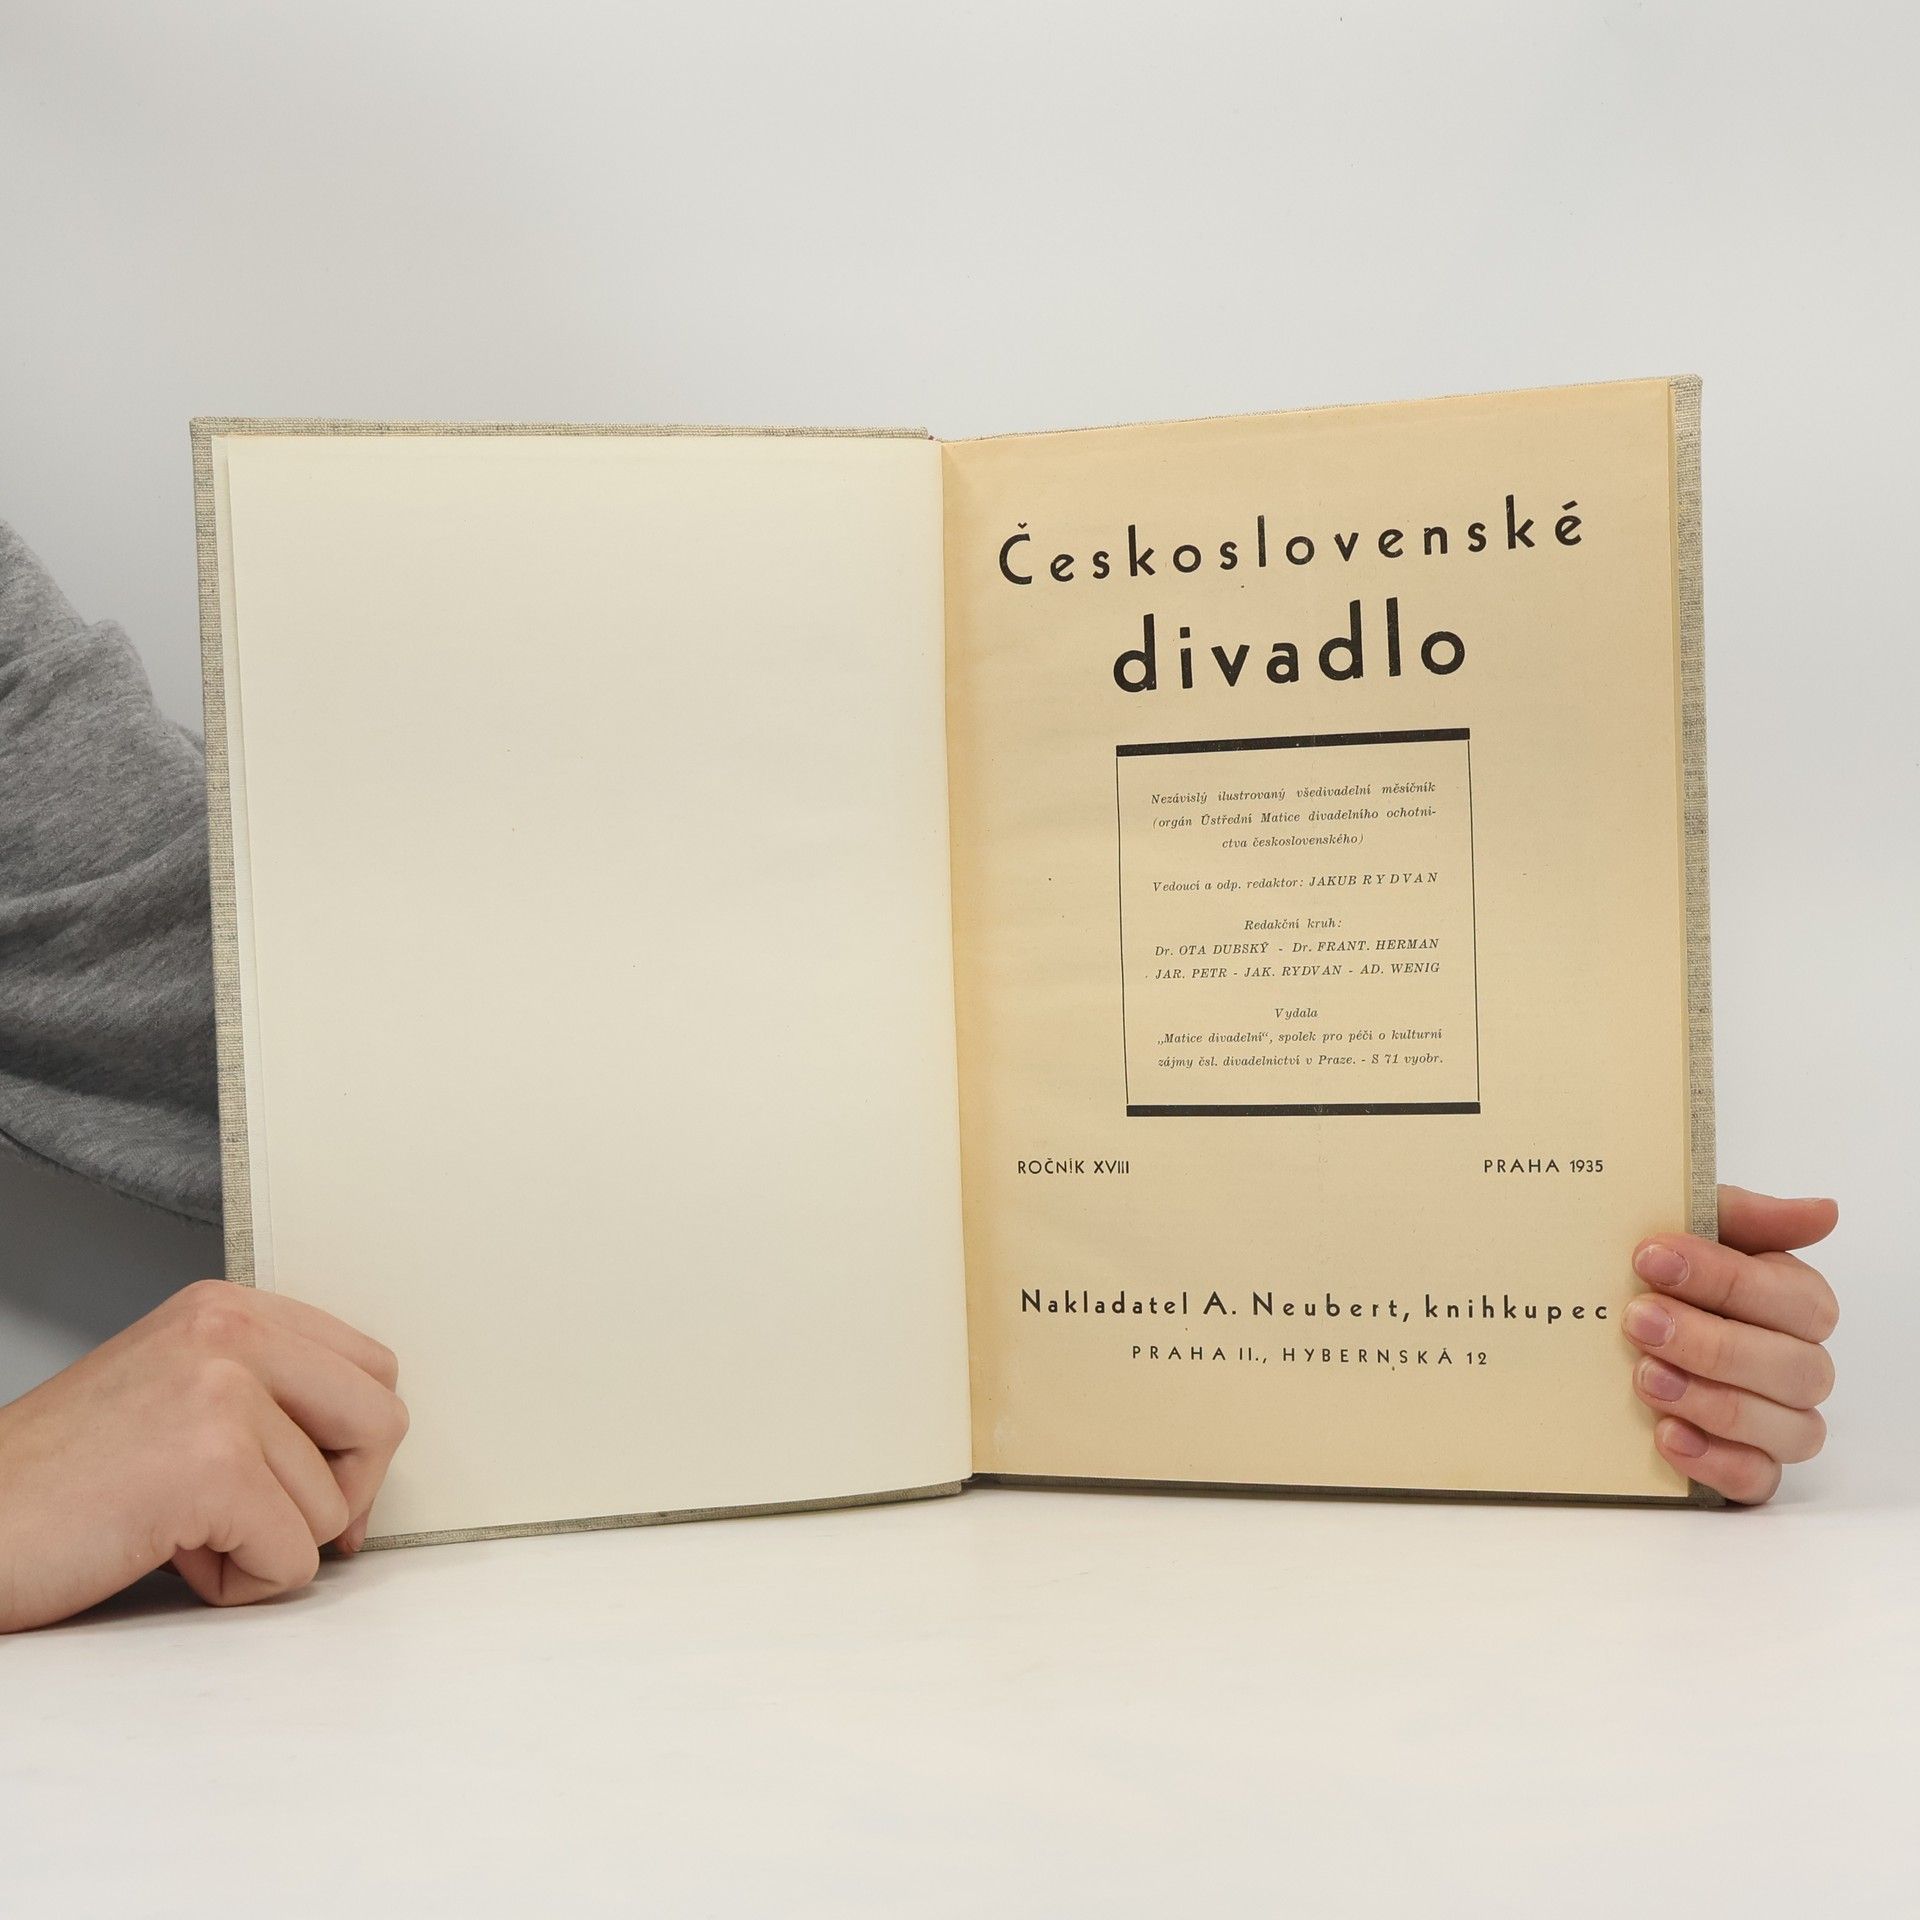 Československé
divadlo
Nezávislý ilustrovaný všedivadelní měsíčník
(orgán Ústřední Matice divadelního ochotni-
ctva československého)
Vedoucí a odp. redaktor: JAKUB RYDVAN
Redakční kruh:
Dr. OTA DUBSKÝ - Dr. FRANT. HERMAN
JAR. PETR - JAK. RYDVAN - AD. WENIG
Vydala
„Matice divadelní“, spolek pro péči o kulturní
zájmy čsl. divadelnictví v Praze. - S 71 vyobr.
ROČNÍK XVIII PRAHA 1935
Nakladatel A. Neubert, knihkupec
PRAHA II., HYBERNSKÁ 12